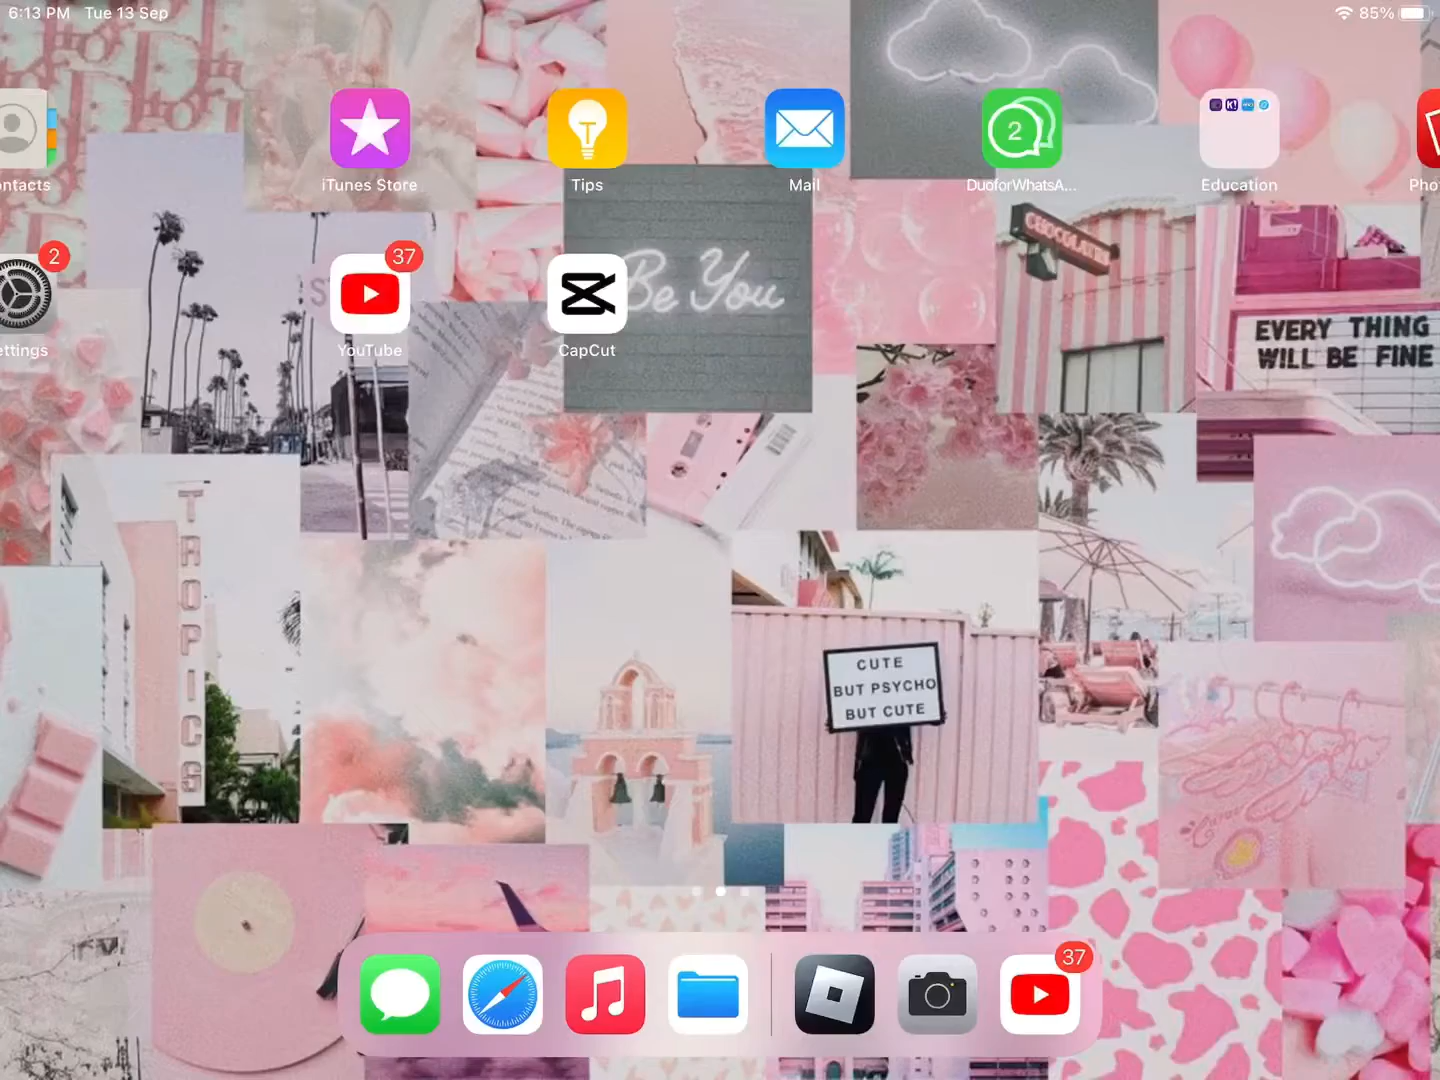 6:13 PM Tue 13 Sep
85%
2
ontacts
iTunes Store
Tips
Mail
DuoforWhatsA...
Education
Pho
2
37
ettings
YouTube
CapCut
Be You
CHOCOLATE
EVERY THING
WILL BE FINE
TROPICS
CUTE
BUT PSYCHO
BUT CUTE
37